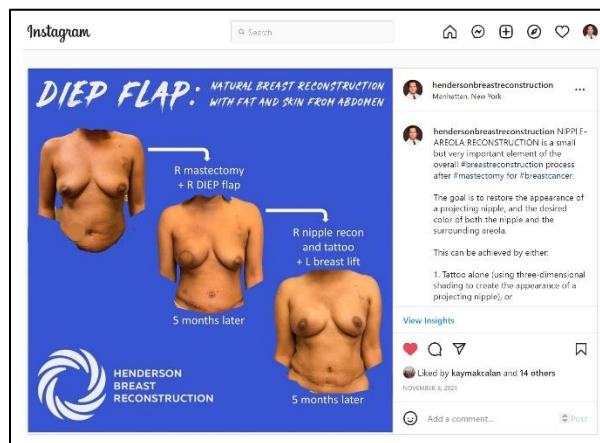 Instagram
Search
DIEP FLAP: NATURAL BREAST RECONSTRUCTION
WITH FAT AND SKIN FROM ABDOMEN
R mastectomy
+ R DIEP flap
5 months later
R nipple recon
and tattoo
+ L breast lift
5 months later
HENDERSON
BREAST
RECONSTRUCTION
hendersonbreastreconstruction
Manhattan, New York
hendersonbreastreconstruction NIPPLE-
AREOLA RECONSTRUCTION is a small
but very important element of the
overall #breastreconstruction process
after #mastectomy for #breastcancer.
The goal is to restore the appearance of
a projecting nipple, and the desired
color of both the nipple and the
surrounding areola.
This can be achieved by either:
1. Tattoo alone (using three-dimensional
shading to create the appearance of a
projecting nipple), or
View Insights
Liked by kaymakcalan and 14 others
NOVEMBER 6, 2021
Add a comment...
Post